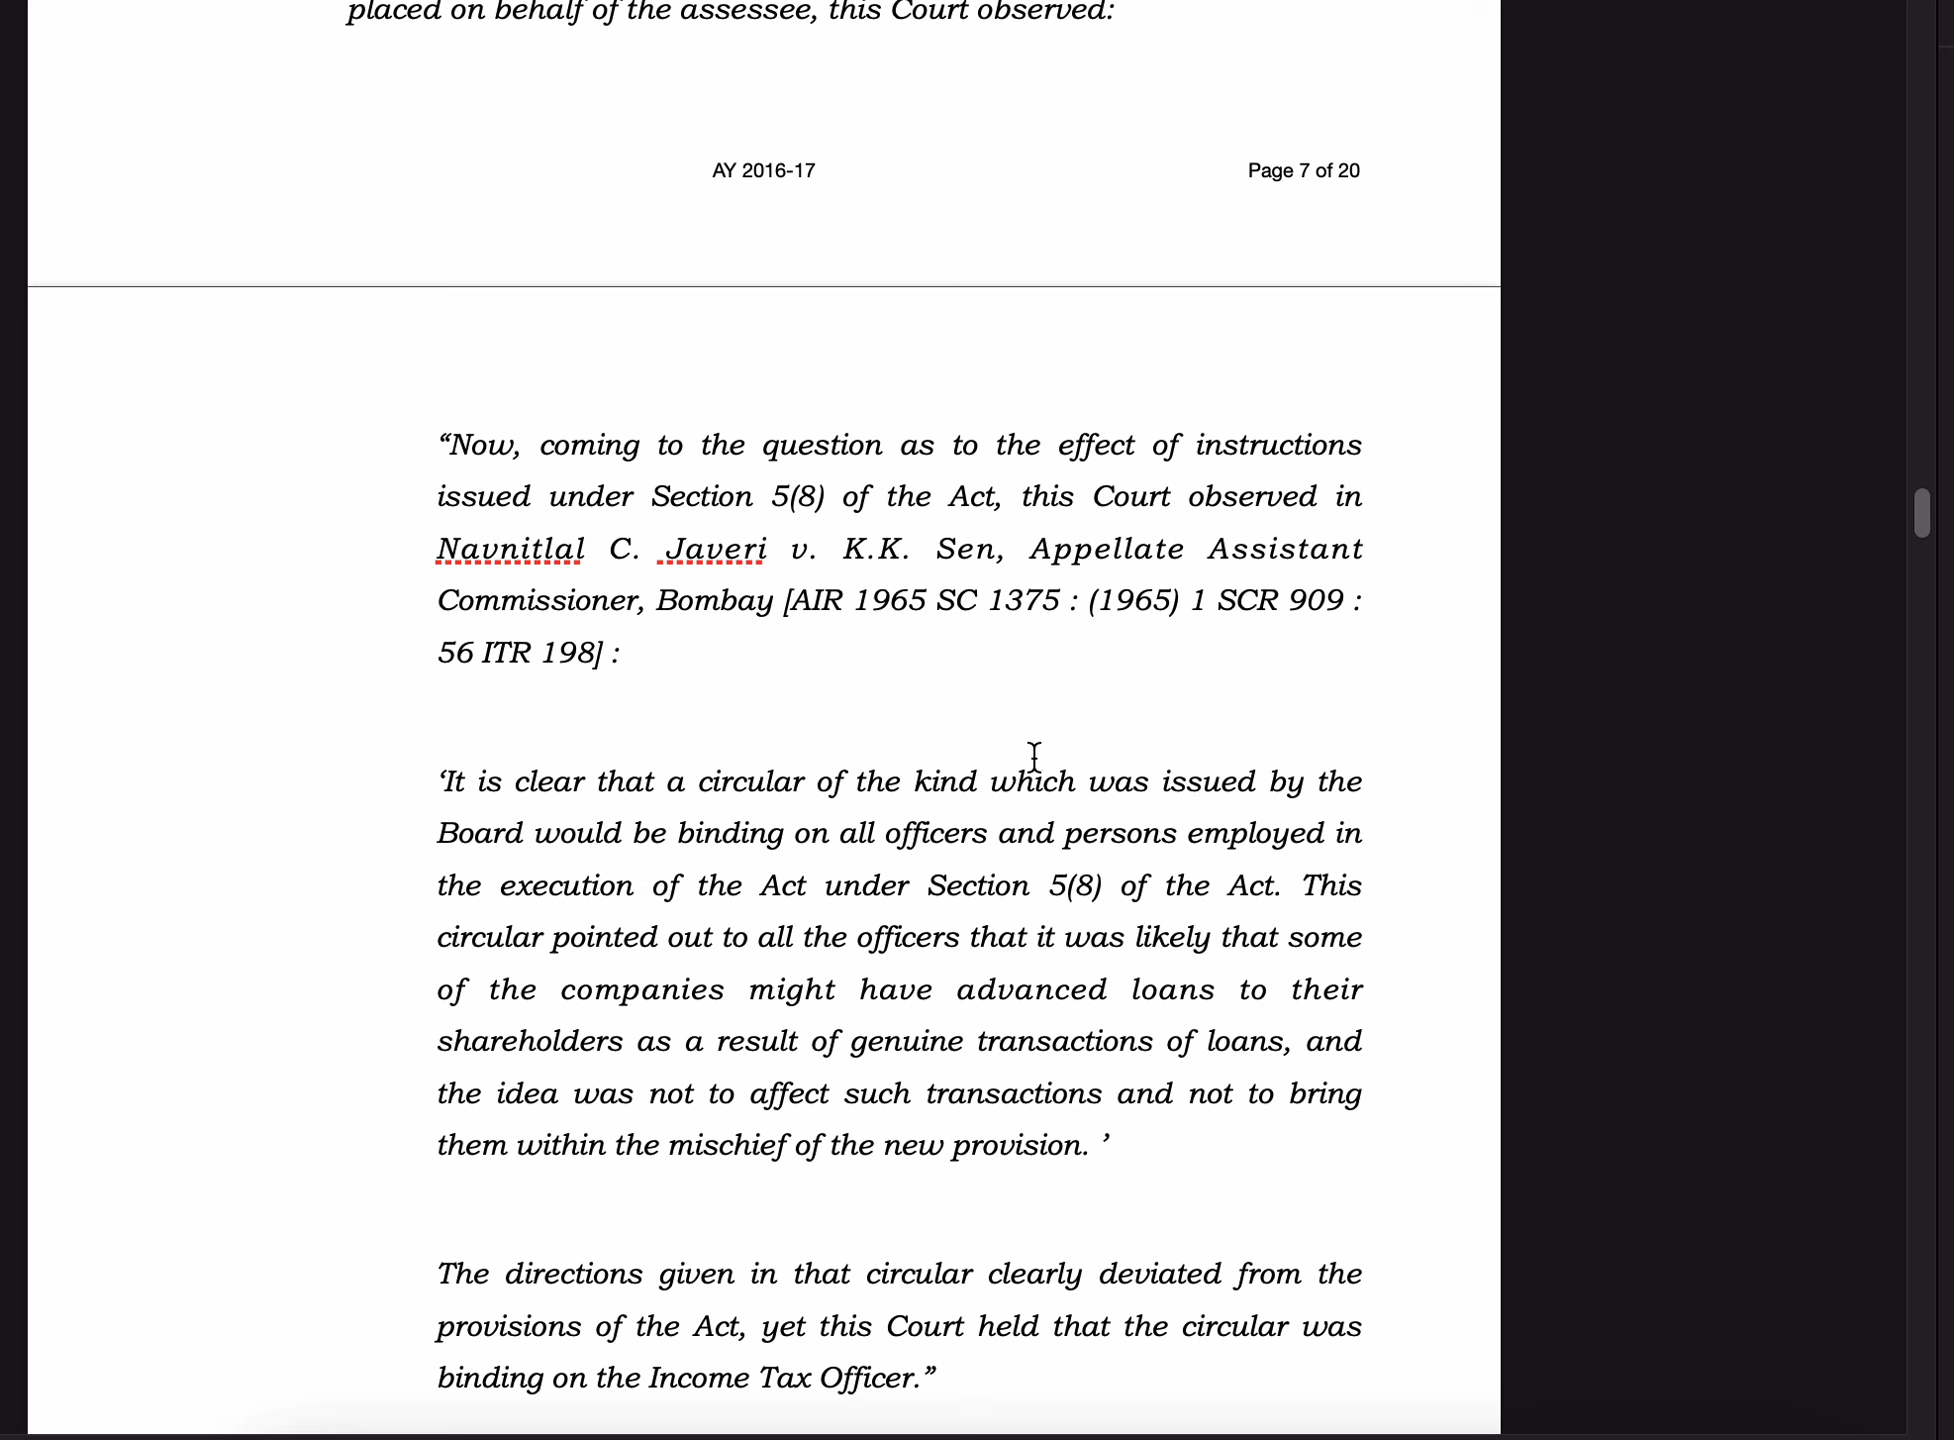 placed on behalf of the assessee, this Court observed:
AY 2016-17
Page 7 of 20
“Now, coming to the question as to the effect of instructions
issued under Section 5(8) of the Act, this Court observed in
Navnitlal C. Javeri v. K.K. Sen, Appellate Assistant
Commissioner, Bombay [AIR 1965 SC 1375 : (1965) 1 SCR 909 :
56 ITR 198] :
‘It is clear that a circular of the kind which was issued by the
Board would be binding on all officers and persons employed in
the execution of the Act under Section 5(8) of the Act. This
circular pointed out to all the officers that it was likely that some
of the companies might have advanced loans to their
shareholders as a result of genuine transactions of loans, and
the idea was not to affect such transactions and not to bring
them within the mischief of the new provision. ’
The directions given in that circular clearly deviated from the
provisions of the Act, yet this Court held that the circular was
binding on the Income Tax Officer.”